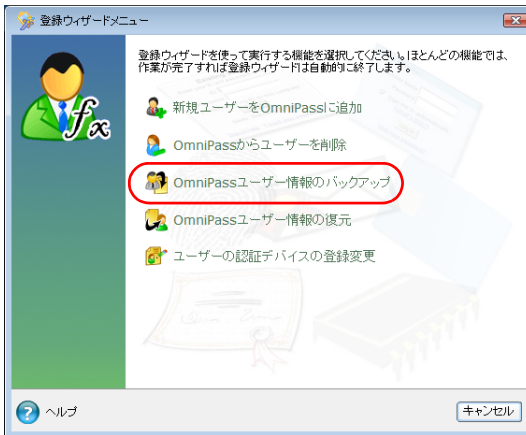 登録ウィザードメニュー
登録ウィザードを使って実行する機能を選択してください。ほとんどの機能では、
作業が完了すれば登録ウィザードは自動的に終了します。
fx
新規ユーザーをOmniPassに追加
OmniPassからユーザーを削除
OmniPassユーザー情報のバックアップ
OmniPassユーザー情報の復元
ユーザーの認証デバイスの登録変更
ヘルプ
キャンセル